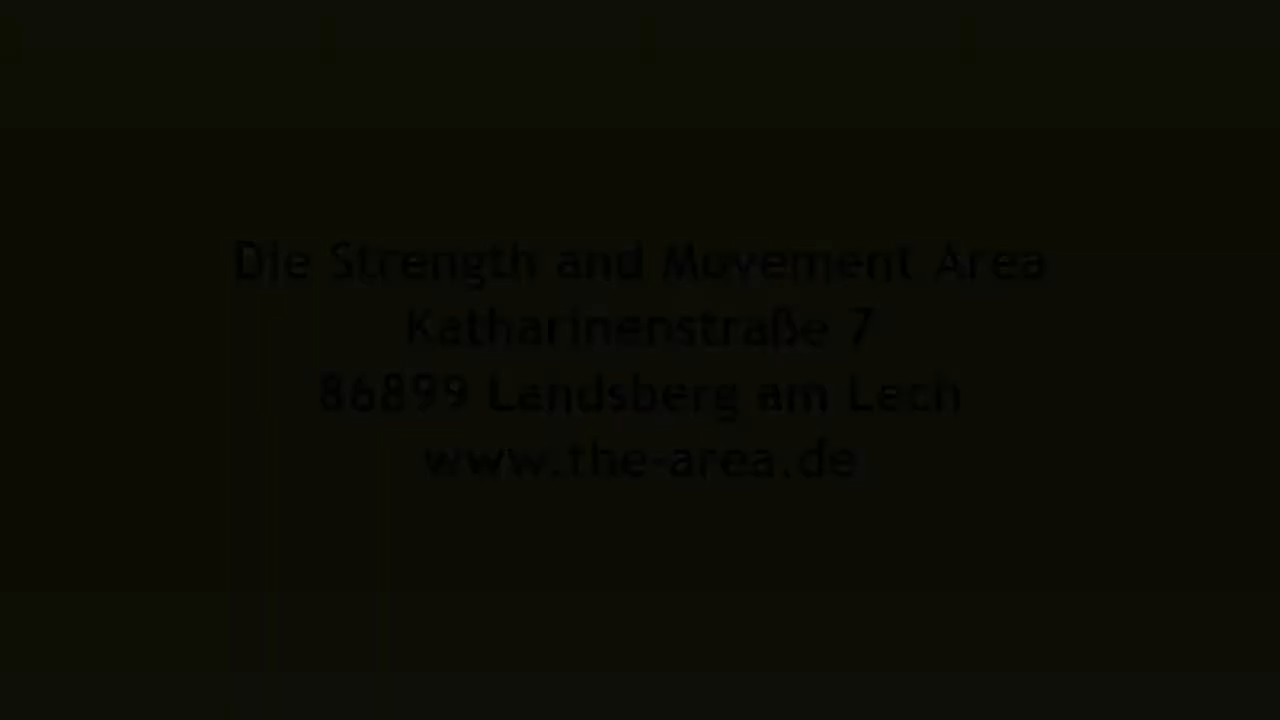 Die Strength and Movement Area
Katharinenstraße 7
86899 Landsberg am Lech
www.the-area.de